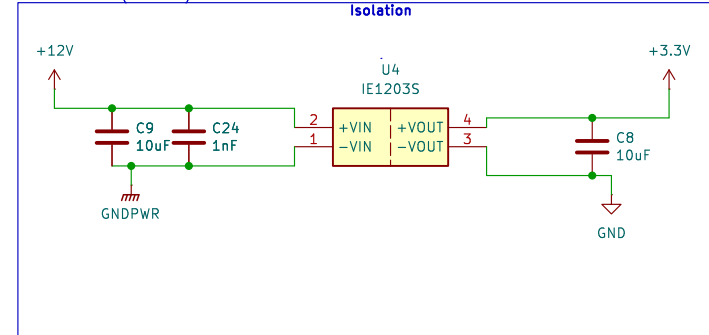 Isolation
+12V
+3.3V
U4
IE1203S
C9
10uF
C24
1nF
2
1
+VIN
-VIN
+VOUT
-VOUT
4
3
C8
10uF
GNDPWR
GND